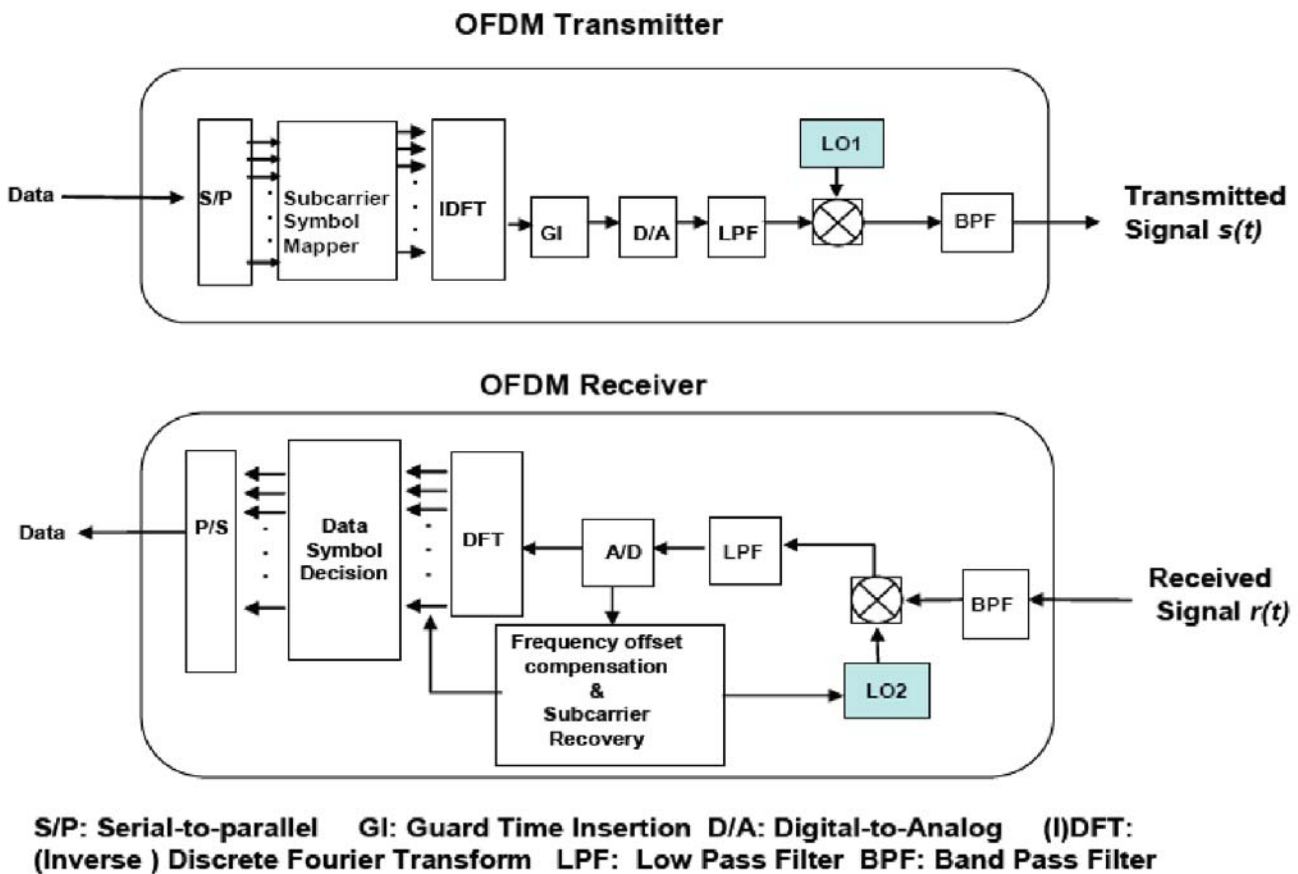 OFDM Transmitter
Data
S/P
Subcarrier
Symbol
Mapper
IDFT
GI
D/A
LPF
LO1
BPF
Transmitted
Signal s(t)
OFDM Receiver
Data
P/S
Data
Symbol
Decision
DFT
A/D
LPF
BPF
Received
Signal r(t)
LO2
Frequency offset
compensation
&
Subcarrier
Recovery
S/P: Serial-to-parallel GI: Guard Time Insertion D/A: Digital-to-Analog (I)DFT:
(Inverse ) Discrete Fourier Transform LPF: Low Pass Filter BPF: Band Pass Filter